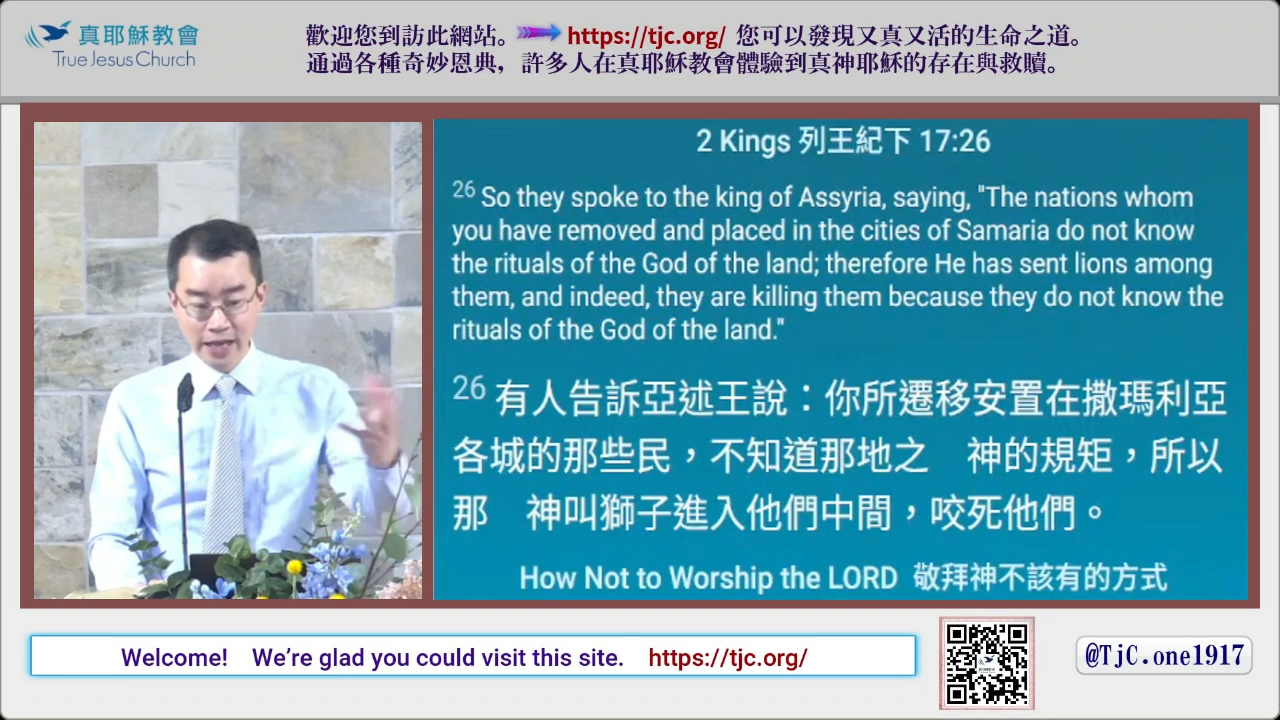 真耶穌教會
True Jesus Church
歡迎您到訪此網站。 https://tjc.org/ 您可以發現又真又活的生命之道。
通過各種奇妙恩典，許多人在真耶穌教會體驗到真神耶穌的存在與救贖。
2 Kings 列王紀下 17:26
26 So they spoke to the king of Assyria, saying, "The nations whom
you have removed and placed in the cities of Samaria do not know
the rituals of the God of the land; therefore He has sent lions among
them, and indeed, they are killing them because they do not know the
rituals of the God of the land."
26 有人告訴亞述王說：你所遷移安置在撒瑪利亞
各城的那些民，不知道那地之　神的規矩，所以
那　神叫獅子進入他們中間，咬死他們。
How Not to Worship the LORD 敬拜神不該有的方式
Welcome! We’re glad you could visit this site. https://tjc.org/
@TjC.one1917